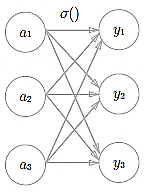 σ()
a₁ y₁
a₂ y₂
a₃ y₃